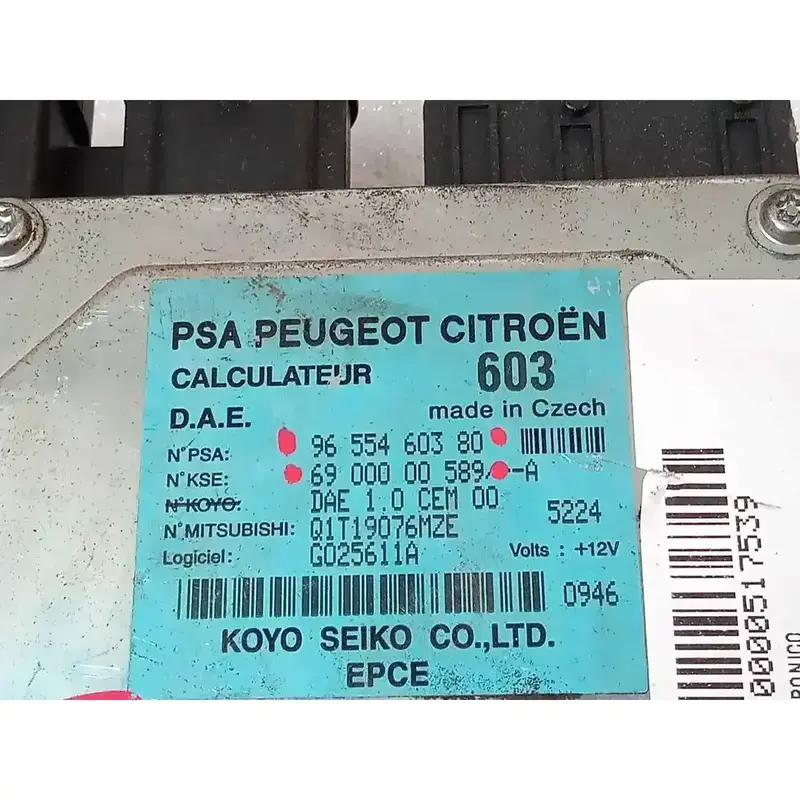 PSA PEUGEOT CITROËN
CALCULATEUR 603
D.A.E. made in Czech
N°PSA: 96 554 603 80
N°KSE: 69 000 00 589 -A
N°KOYO: DAE 1.0 CEM 00
N°MITSUBISHI: Q1T19076MZE 5224
Logiciel: G025611A Volts : +12V
0946
KOYO SEIKO CO.,LTD.
EPCE
0000517539